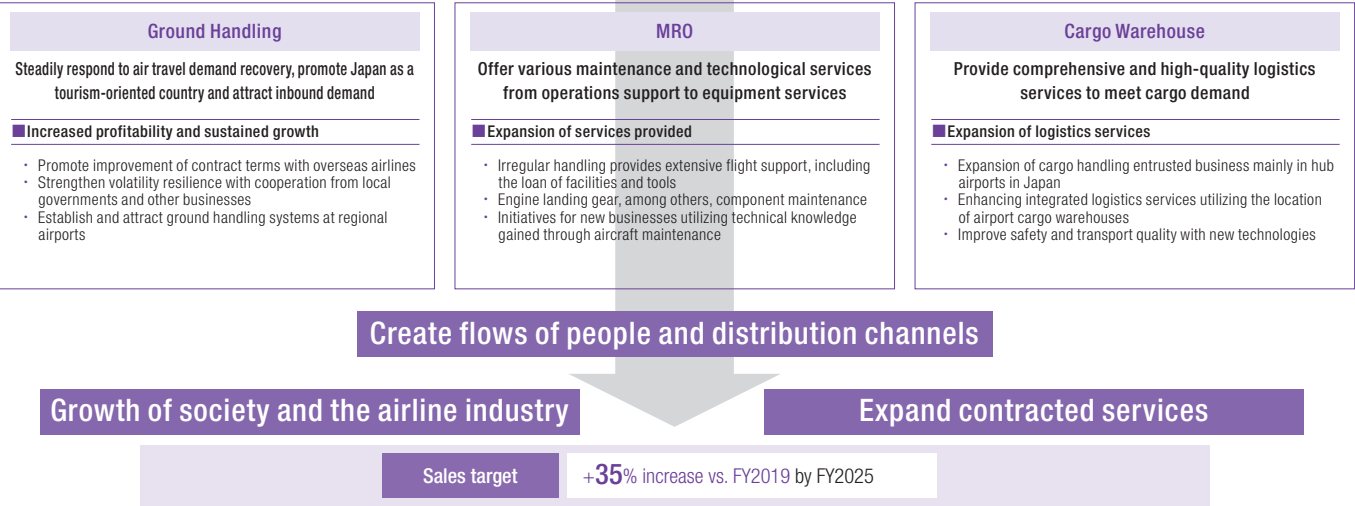 Ground Handling
Steadily respond to air travel demand recovery, promote Japan as a
tourism-oriented country and attract inbound demand
■Increased profitability and sustained growth
・ Promote improvement of contract terms with overseas airlines
・ Strengthen volatility resilience with cooperation from local
governments and other businesses
・ Establish and attract ground handling systems at regional
airports
MRO
Offer various maintenance and technological services
from operations support to equipment services
■Expansion of services provided
・ Irregular handling provides extensive flight support, including
the loan of facilities and tools
・ Engine landing gear, among others, component maintenance
・ Initiatives for new businesses utilizing technical knowledge
gained through aircraft maintenance
Cargo Warehouse
Provide comprehensive and high-quality logistics
services to meet cargo demand
■Expansion of logistics services
・ Expansion of cargo handling entrusted business mainly in hub
airports in Japan
・ Enhancing integrated logistics services utilizing the location
of airport cargo warehouses
・ Improve safety and transport quality with new technologies
Create flows of people and distribution channels
Growth of society and the airline industry
Expand contracted services
Sales target
+35% increase vs. FY2019 by FY2025